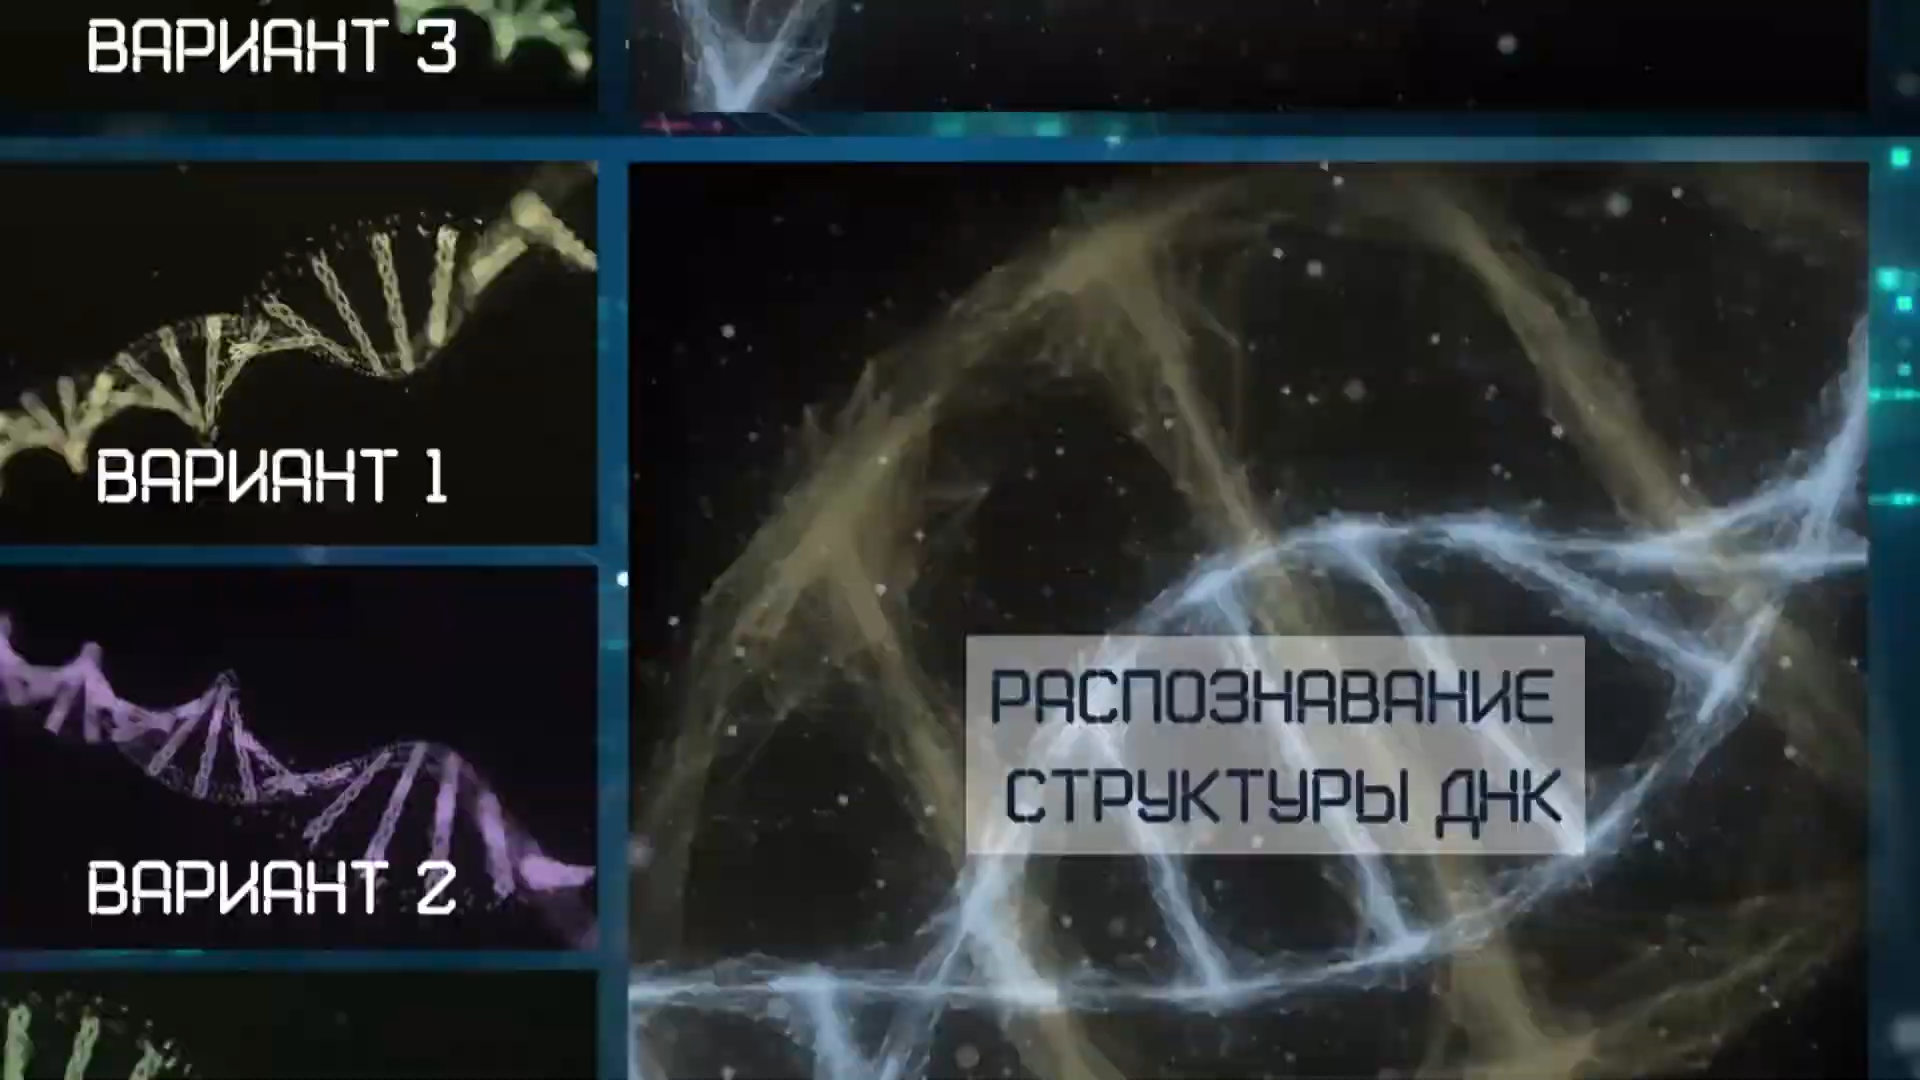 ВАРИАНТ 3
ВАРИАНТ 1
ВАРИАНТ 2
РАСПОЗНАВАНИЕ
СТРУКТУРЫ ДНК